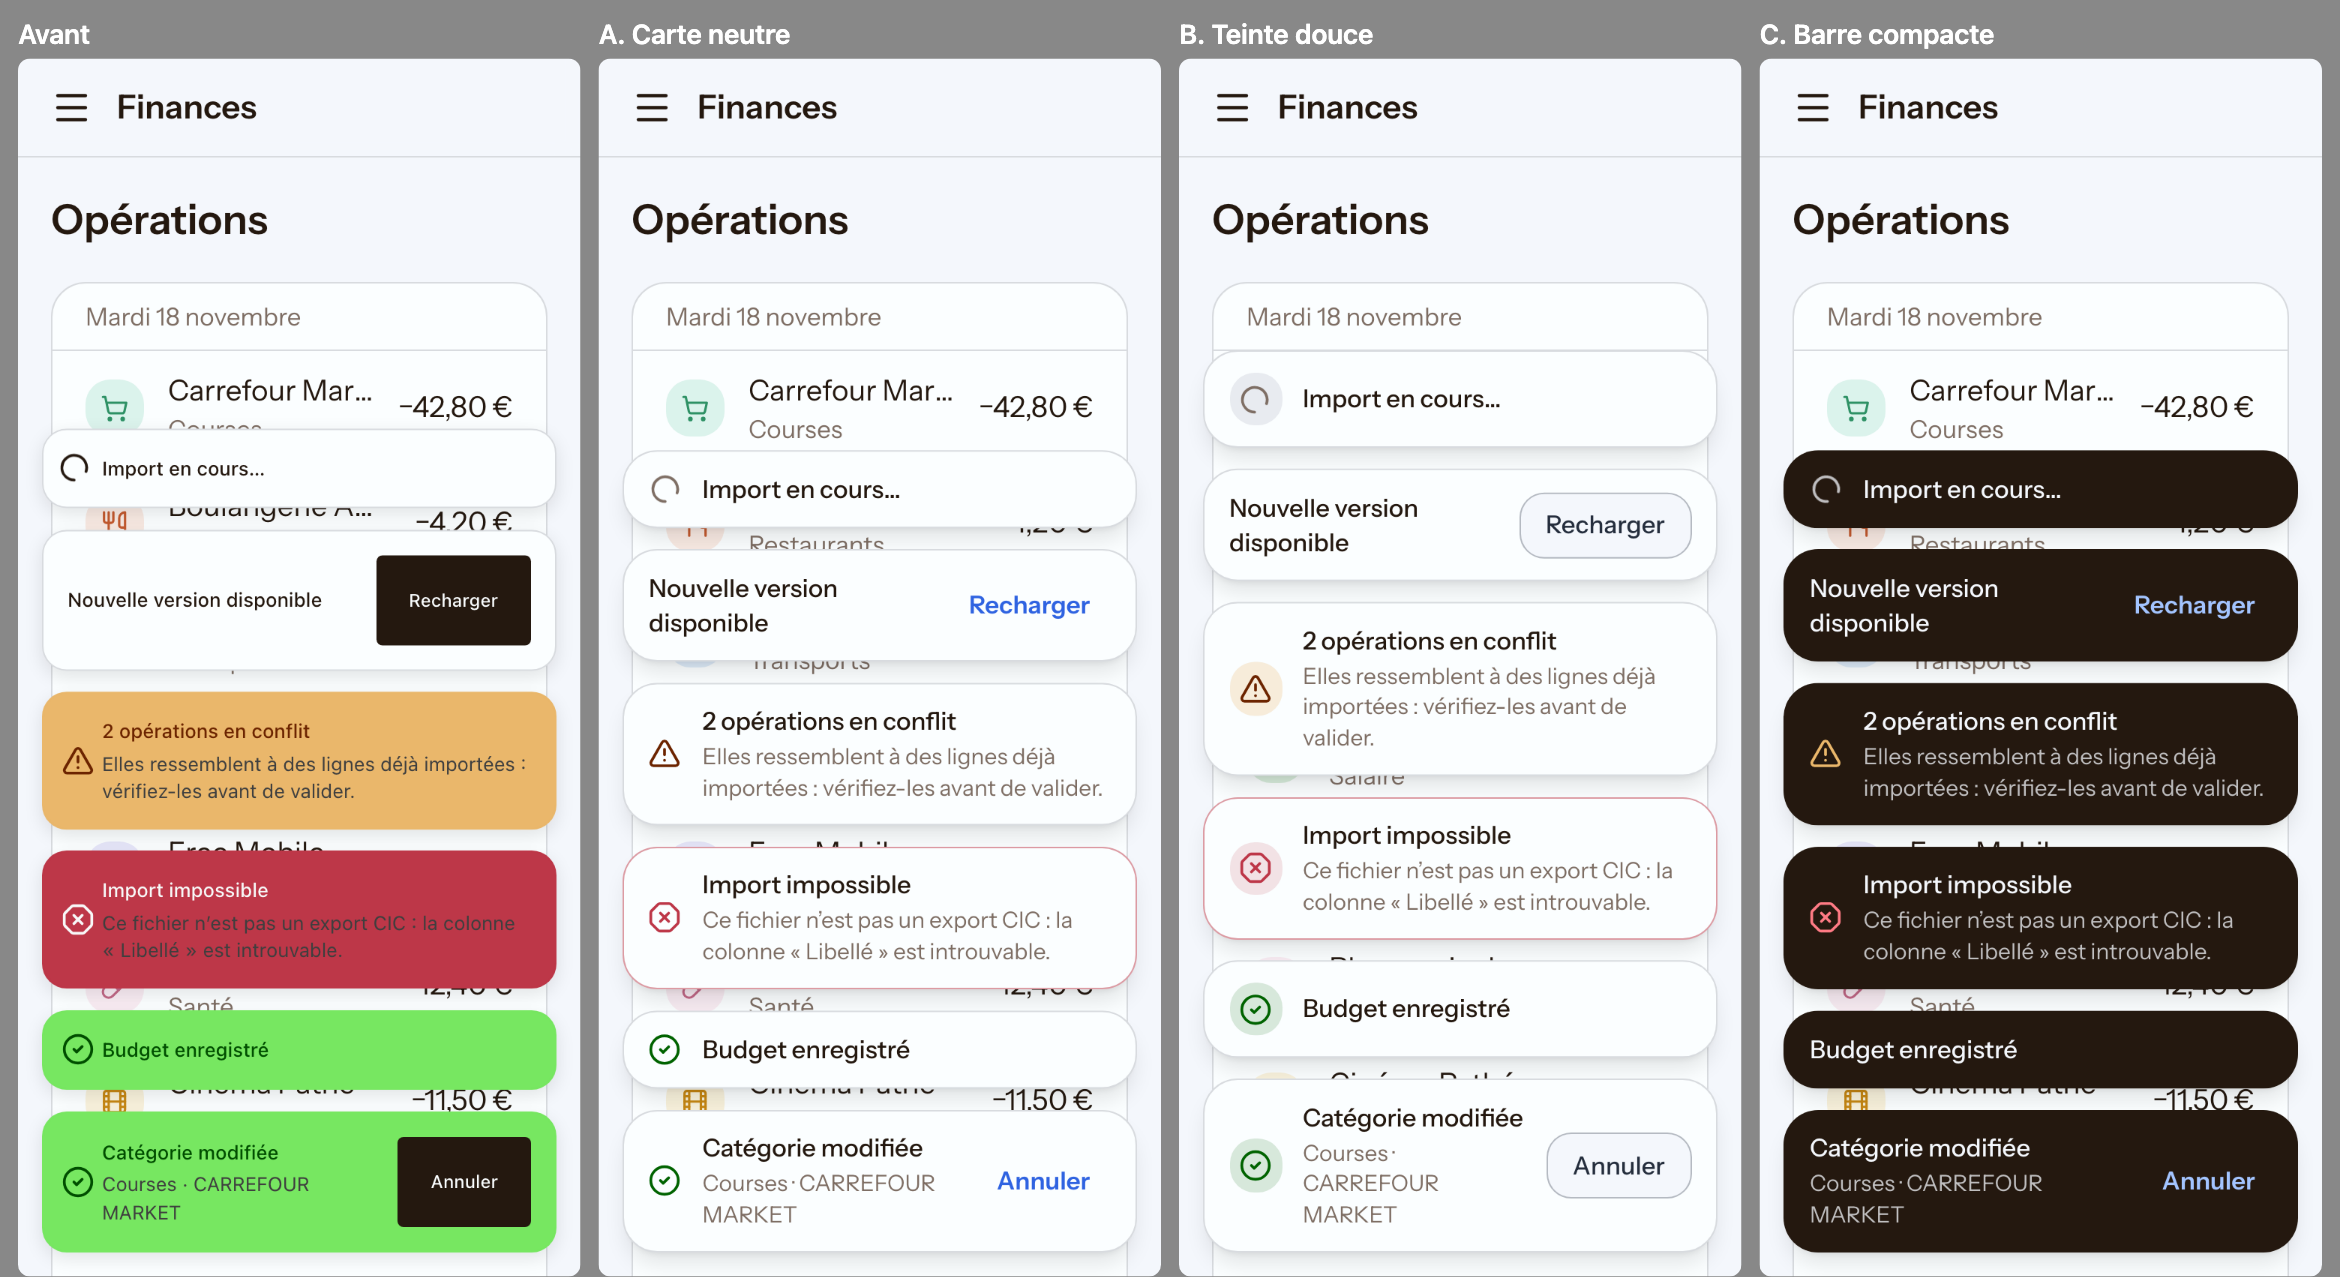 Avant
Finances
Opérations
Mardi 18 novembre
Carrefour Mar...
−42,80 €
Import en cours...
−4,20 €
Nouvelle version disponible
Recharger
2 opérations en conflit
Elles ressemblent à des lignes déjà importées :
vérifiez-les avant de valider.
Import impossible
Ce fichier n'est pas un export CIC : la colonne
« Libellé » est introuvable.
Santé
Budget enregistré
−11,50 €
Catégorie modifiée
Courses · CARREFOUR
MARKET
Annuler
A. Carte neutre
Finances
Opérations
Mardi 18 novembre
Carrefour Mar...
−42,80 €
Courses
Import en cours...
Restaurants
Nouvelle version
disponible
Recharger
Transports
2 opérations en conflit
Elles ressemblent à des lignes déjà
importées : vérifiez-les avant de valider.
Import impossible
Ce fichier n’est pas un export CIC : la
colonne « Libellé » est introuvable.
Santé
Budget enregistré
−11,50 €
Catégorie modifiée
Courses · CARREFOUR
MARKET
Annuler
B. Teinte douce
Finances
Opérations
Mardi 18 novembre
Import en cours...
Nouvelle version
disponible
Recharger
2 opérations en conflit
Elles ressemblent à des lignes déjà
importées : vérifiez-les avant de
valider.
Salaire
Import impossible
Ce fichier n’est pas un export CIC : la
colonne « Libellé » est introuvable.
Budget enregistré
Catégorie modifiée
Courses ·
CARREFOUR
MARKET
Annuler
C. Barre compacte
Finances
Opérations
Mardi 18 novembre
Carrefour Mar...
−42,80 €
Courses
Import en cours...
Restaurants
Nouvelle version
disponible
Recharger
Transports
2 opérations en conflit
Elles ressemblent à des lignes déjà
importées : vérifiez-les avant de valider.
Import impossible
Ce fichier n’est pas un export CIC : la
colonne « Libellé » est introuvable.
Santé
Budget enregistré
−11,50 €
Catégorie modifiée
Courses · CARREFOUR
MARKET
Annuler